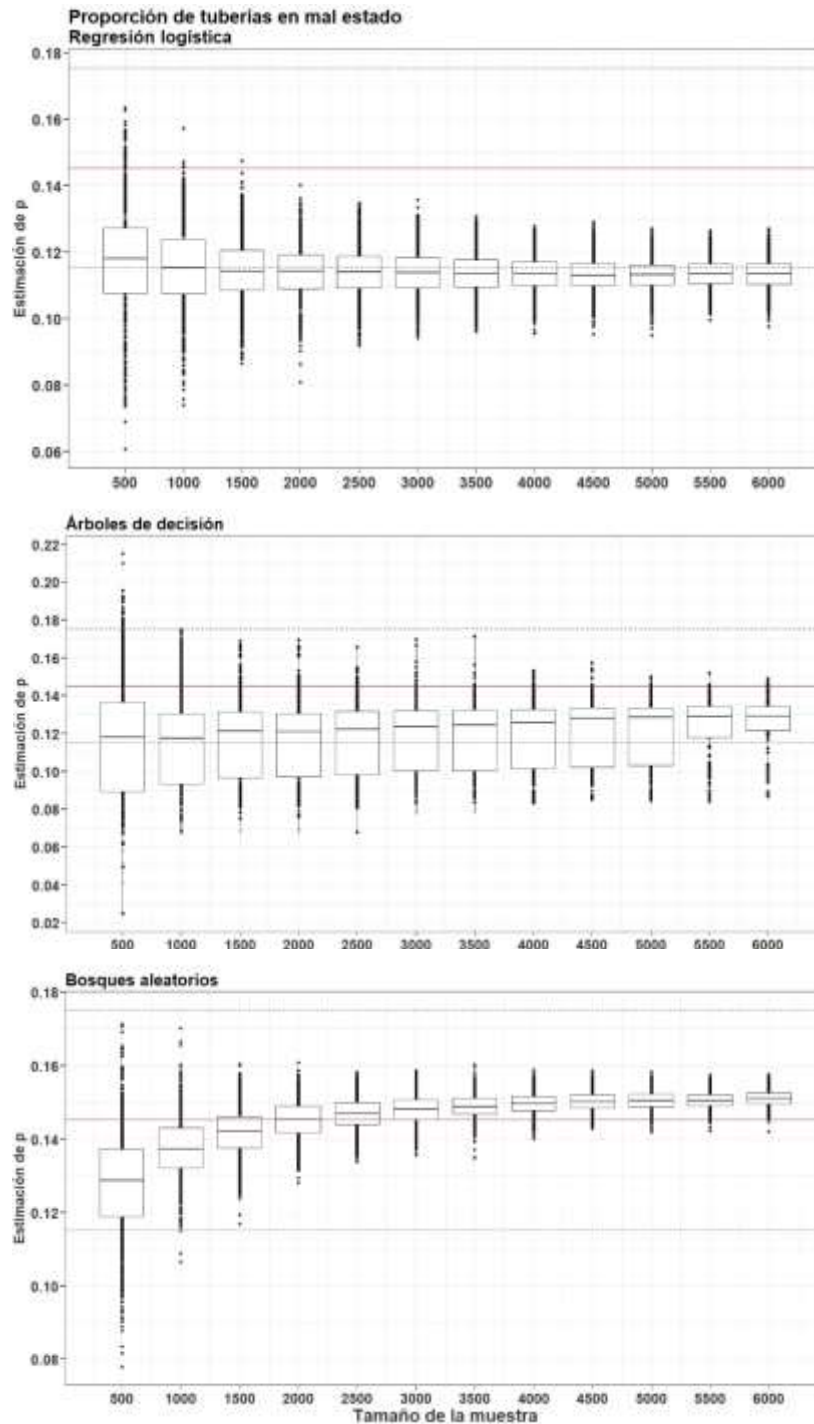 Proporción de tuberías en mal estado
Regresión logística
0.18
0.16
0.14
0.12
0.10
0.08
0.06
Estimación de p
500 1000 1500 2000 2500 3000 3500 4000 4500 5000 5500 6000
Árboles de decisión
0.22
0.20
0.18
0.16
0.14
0.12
0.10
0.08
0.06
0.04
0.02
Estimación de p
500 1000 1500 2000 2500 3000 3500 4000 4500 5000 5500 6000
Bosques aleatorios
0.18
0.16
0.14
0.12
0.10
0.08
Estimación de p
500 1000 1500 2000 2500 3000 3500 4000 4500 5000 5500 6000
Tamaño de la muestra